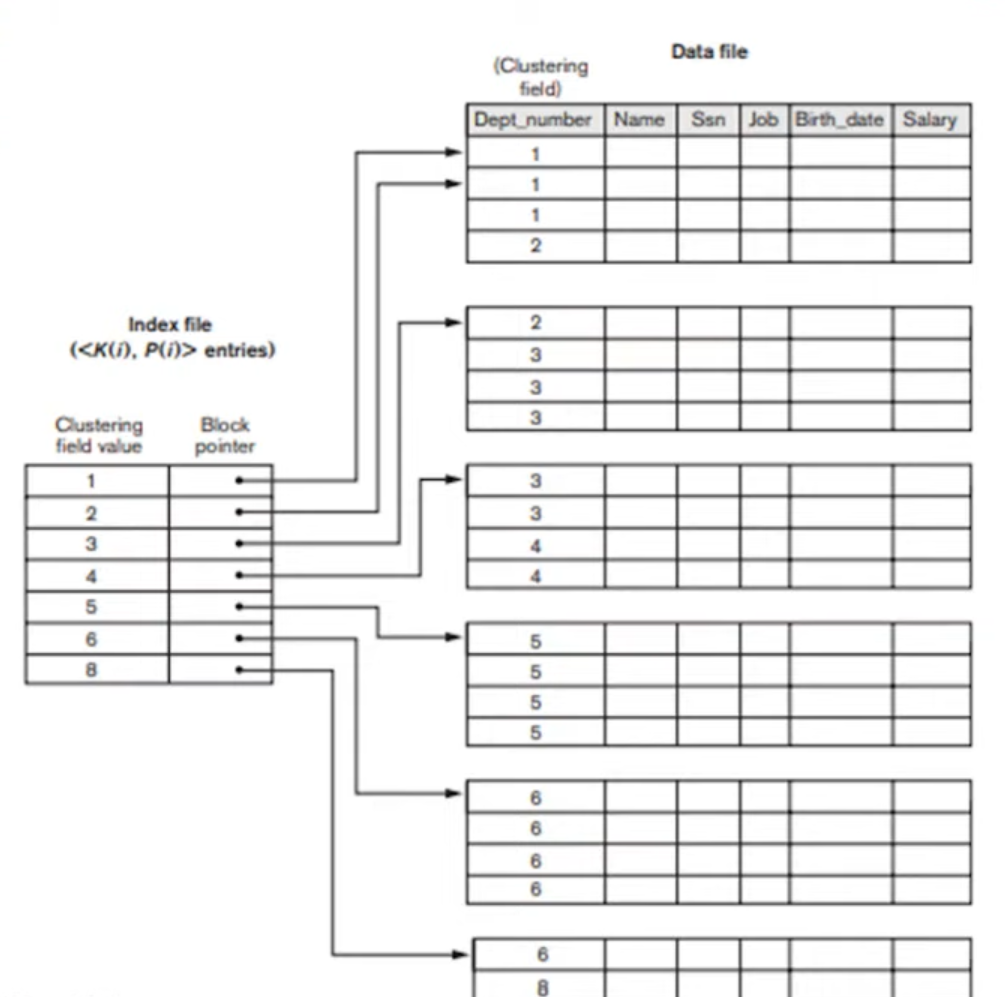 Data file
(Clustering
field)
Dept_number Name Ssn Job Birth_date Salary
1
1
1
2
Index file
(<K(i), P(i)> entries)
2
3
3
3
Clustering
field value
Block
pointer
1
2
3
4
5
6
8
3
3
4
4
5
5
5
5
6
6
6
6
6
8